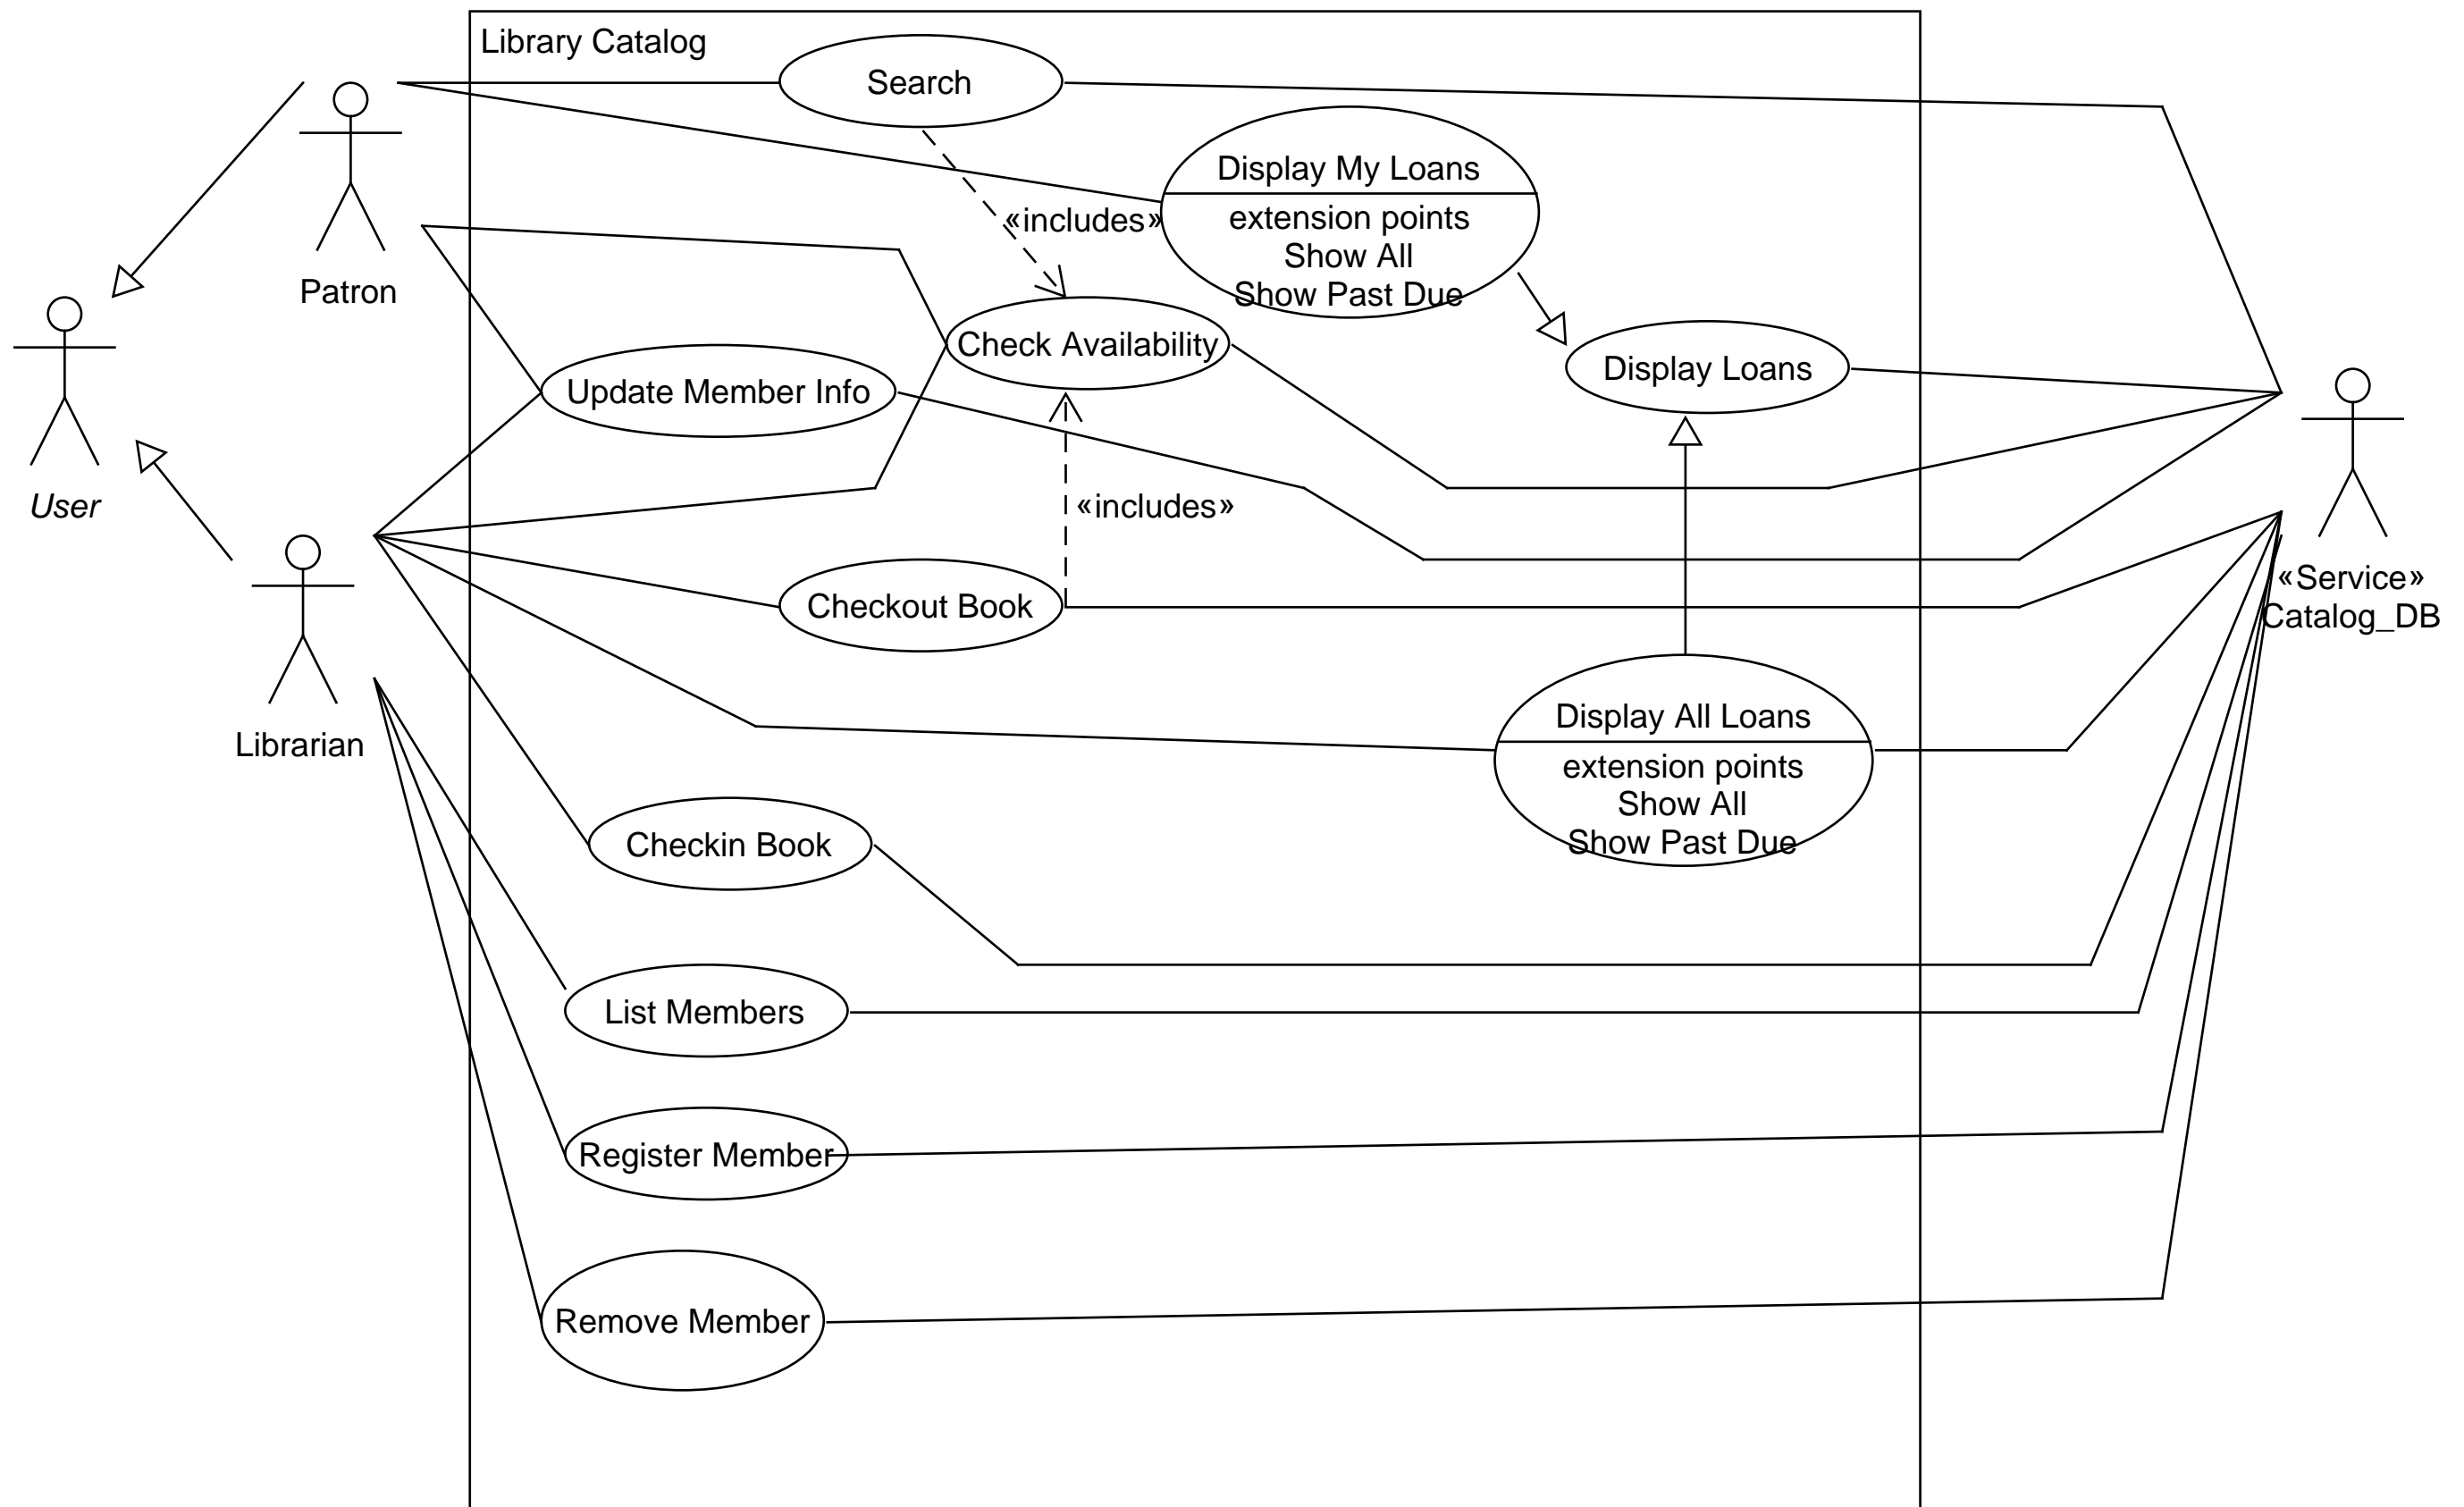 Library Catalog
Search
Display My Loans
extension points
Show All
Show Past Due
«includes»
Patron
Check Availability
Display Loans
Update Member Info
User
«includes»
«Service»
Catalog_DB
Checkout Book
Librarian
Display All Loans
extension points
Show All
Show Past Due
Checkin Book
List Members
Register Member
Remove Member